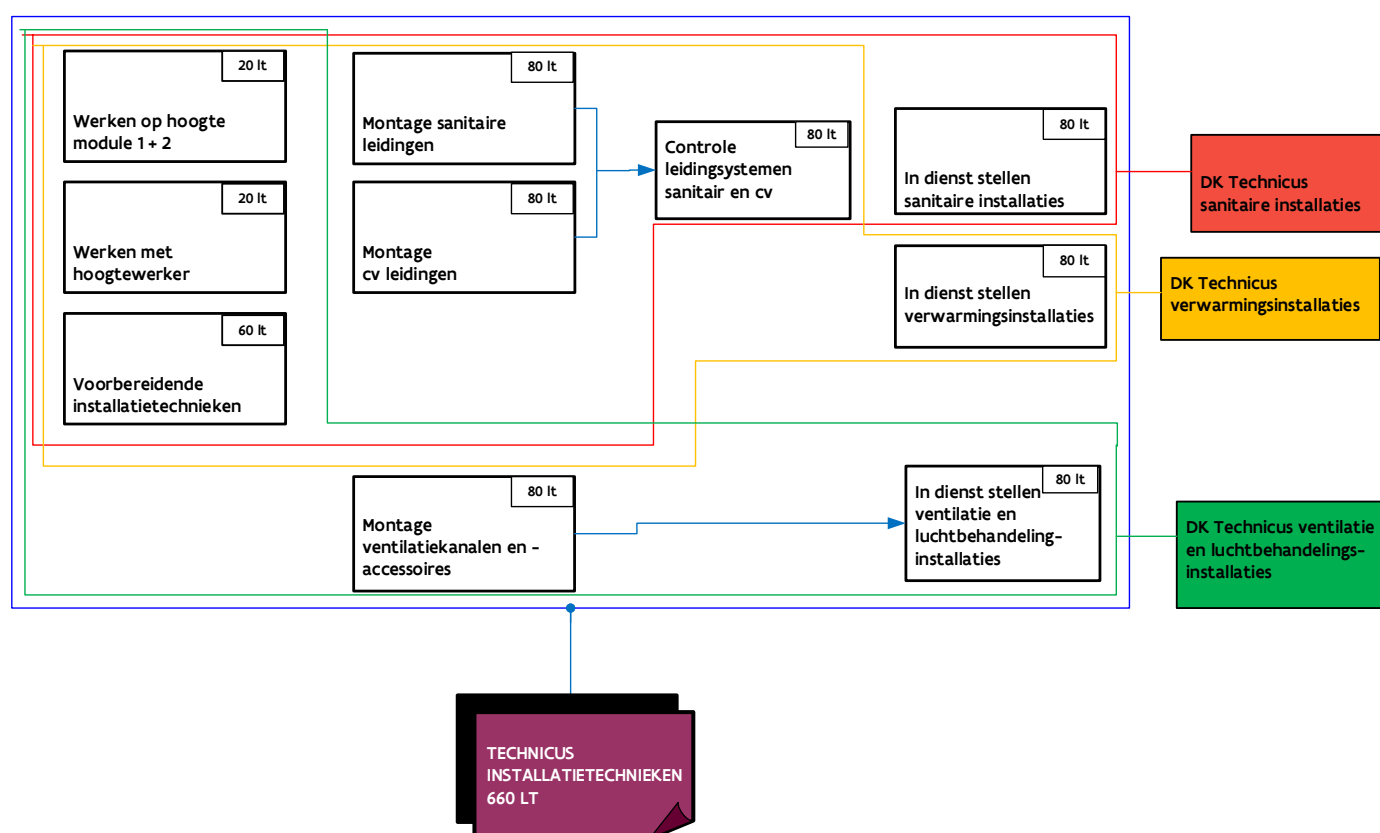 20 lt
Werken op hoogte
module 1 + 2
80 lt
Montage sanitaire
leidingen
80 lt
Controle
leidingsystemen
sanitair en cv
80 lt
In dienst stellen
sanitaire installaties
DK Technicus
sanitaire installaties
20 lt
Werken met
hoogtewerker
80 lt
Montage
cv leidingen
80 lt
In dienst stellen
verwarmingsinstallaties
DK Technicus
verwarmingsinstallaties
60 lt
Voorbereidende
installatietechnieken
80 lt
Montage
ventilatiekanalen en -
accessoires
80 lt
In dienst stellen
ventilatie en
luchtbehandeling-
installaties
DK Technicus ventilatie
en luchtbehandelings-
installaties
TECHNICUS
INSTALLATIETECHNIEKEN
660 LT